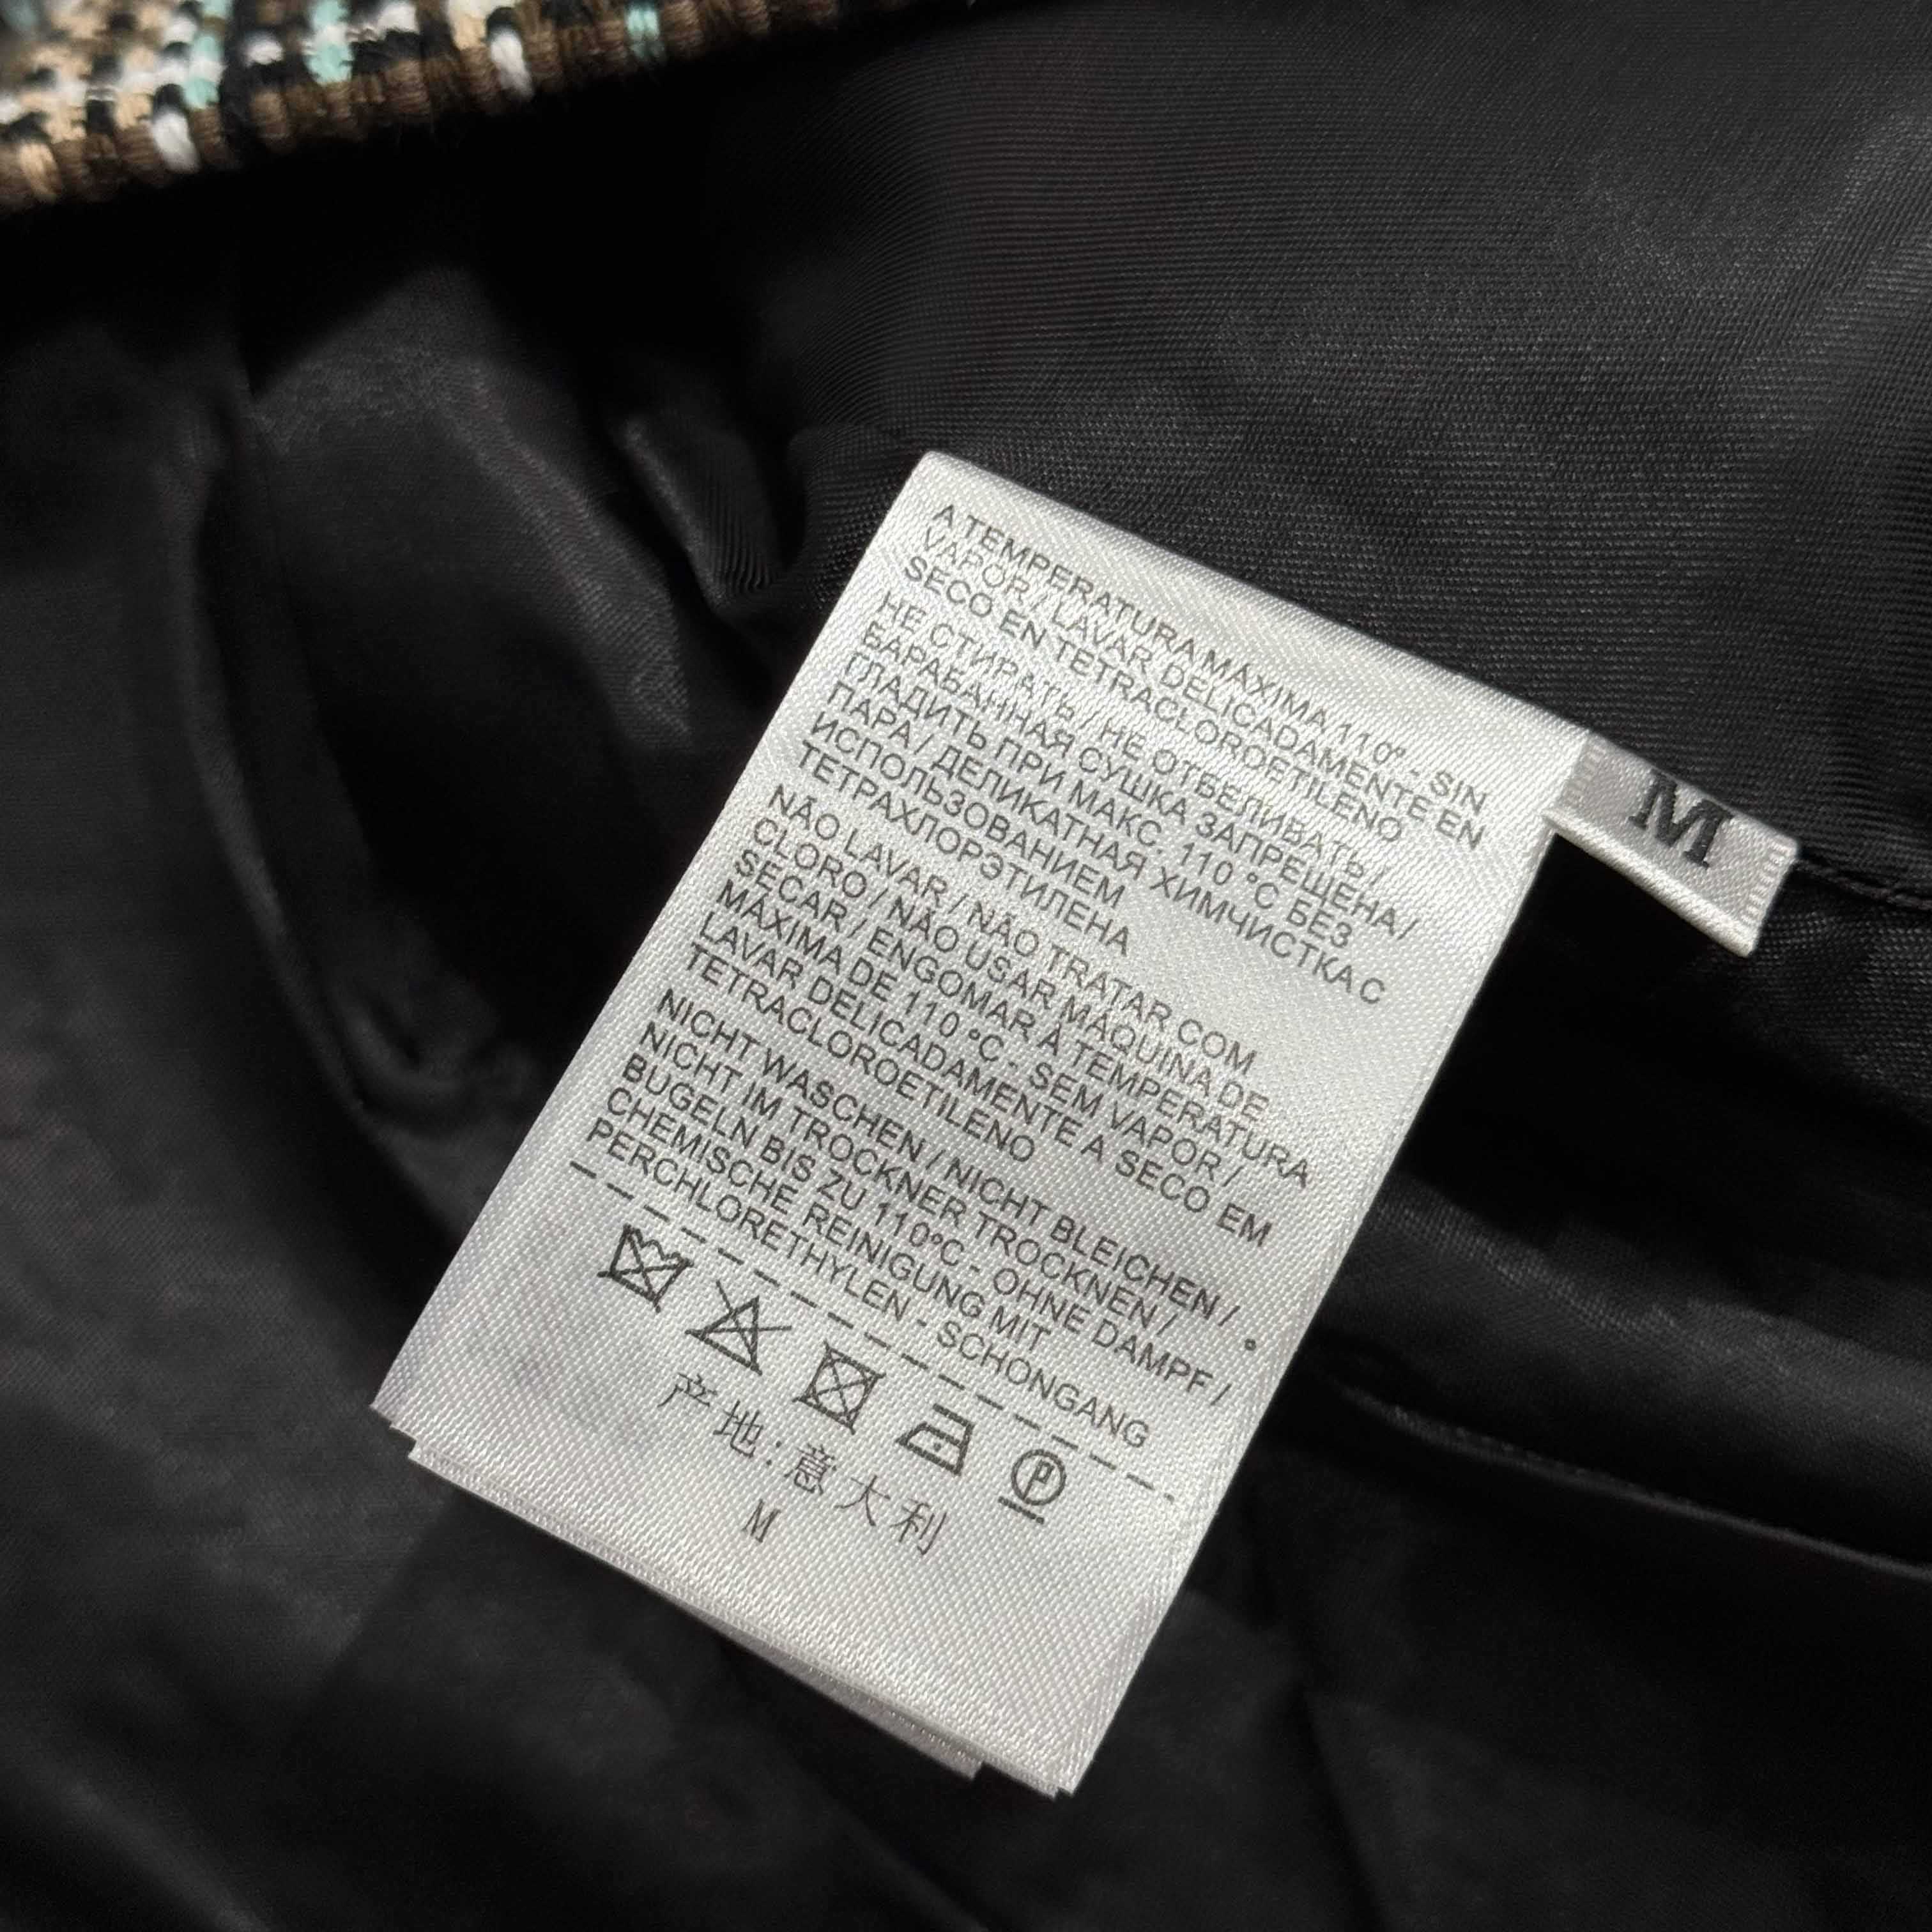 A TEMPERATURA MÁXIMA 110° - SIN
VAPOR / LAVAR DELICADAMENTE EN
SECO EN TETRACLOROETILENO
НЕ СТИРАТЬ / НЕ ОТБЕЛИВАТЬ /
БАРАБАННАЯ СУШКА ЗАПРЕЩЕНА /
ГЛАДИТЬ ПРИ МАКС. 110 °C БЕЗ
ПАРА / ДЕЛИКАТНАЯ ХИМЧИСТКА С
ИСПОЛЬЗОВАНИЕМ
ТЕТРАХЛОРЭТИЛЕНА
NÃO LAVAR / NÃO TRATAR COM
CLORO / NÃO USAR MÁQUINA DE
SECAR / ENGOMAR À TEMPERATURA
MÁXIMA DE 110 °C - SEM VAPOR /
LAVAR DELICADAMENTE A SECO EM
TETRACLOROETILENO
NICHT WASCHEN / NICHT BLEICHEN /
NICHT IM TROCKNER TROCKNEN /
BUGELN BIS ZU 110°C - OHNE DAMPF /
CHEMISCHE REINIGUNG MIT
PERCHLORETHYLEN - SCHONGANG
P
产地:意大利
M
M